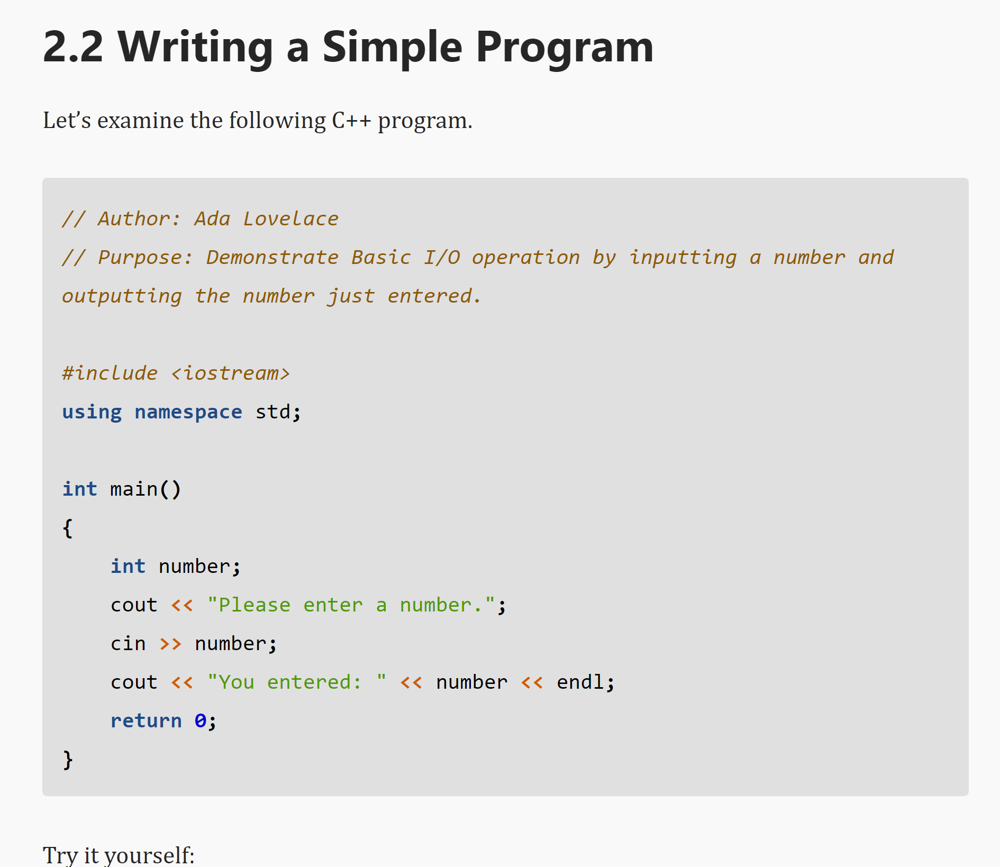 2.2 Writing a Simple Program
Let’s examine the following C++ program.
// Author: Ada Lovelace
// Purpose: Demonstrate Basic I/O operation by inputting a number and
outputting the number just entered.
#include <iostream>
using namespace std;
int main()
{
    int number;
    cout << "Please enter a number.";
    cin >> number;
    cout << "You entered: " << number << endl;
    return 0;
}
Try it yourself: